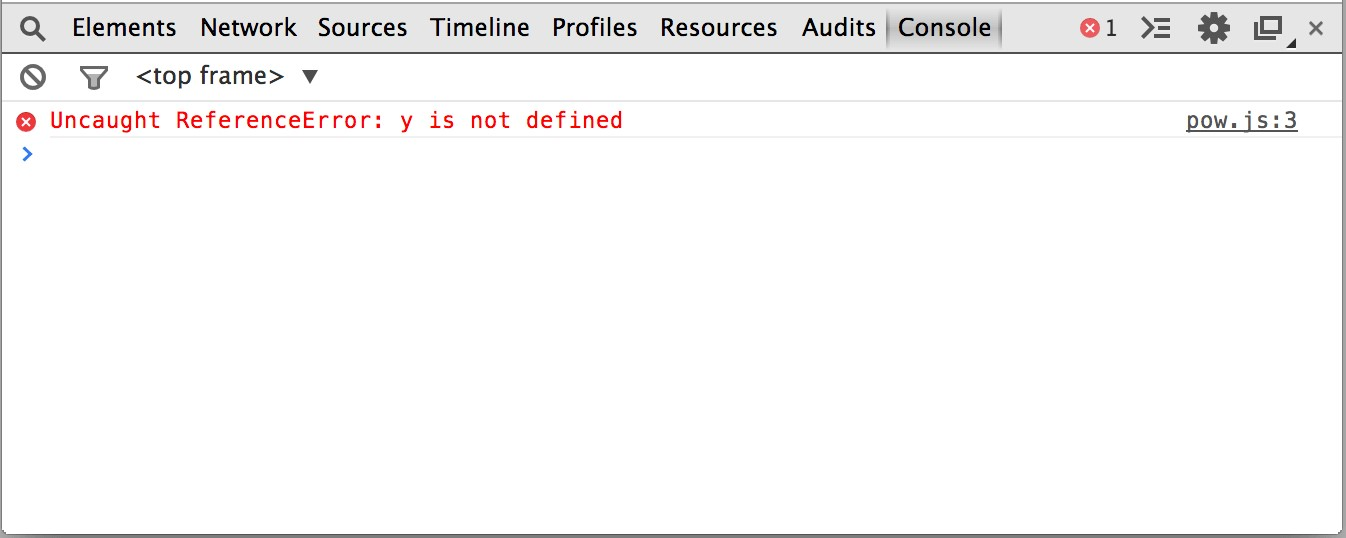 Elements Network Sources Timeline Profiles Resources Audits Console 1
<top frame> ▼
Uncaught ReferenceError: y is not defined pow.js:3